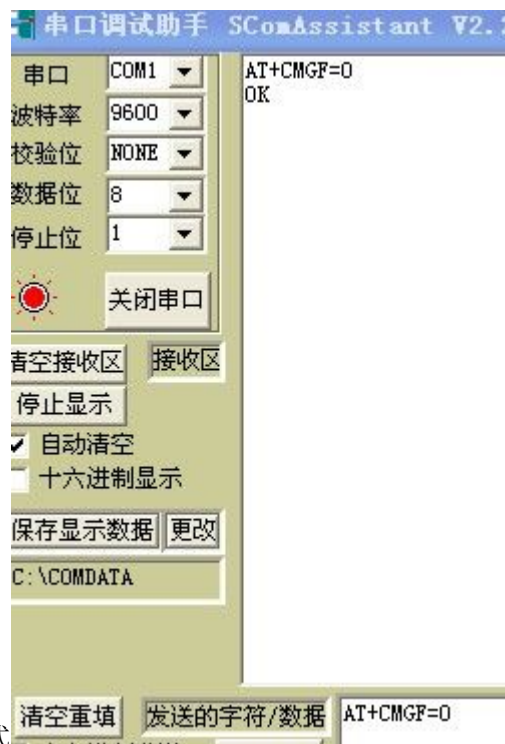 串口调试助手 SComAssistant V2.
串口 COM1
波特率 9600
校验位 NONE
数据位 8
停止位 1
关闭串口
清空接收区 接收区
停止显示
自动清空
十六进制显示
保存显示数据 更改
C:\COMDATA
AT+CMGF=0
OK
清空重填 发送的字符/数据 AT+CMGF=0